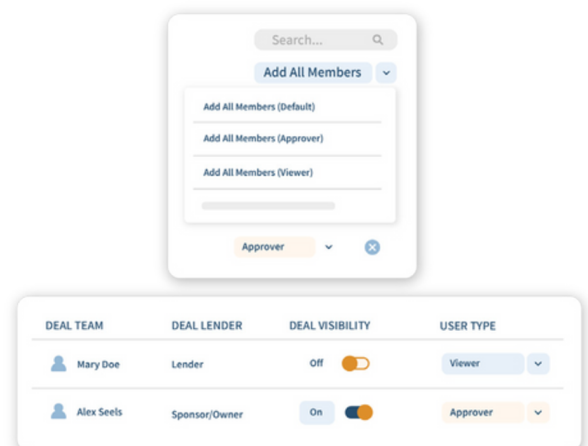 Search...
Add All Members
Add All Members (Default)
Add All Members (Approver)
Add All Members (Viewer)
Approver
DEAL TEAM DEAL LENDER DEAL VISIBILITY USER TYPE
Mary Doe Lender Off Viewer
Alex Seels Sponsor/Owner On Approver